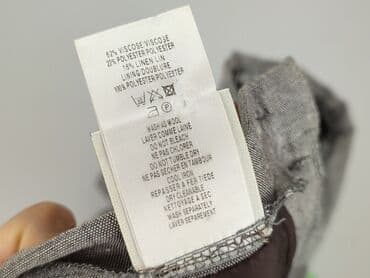 62% VISCOSE VISCOSE
20% POLYESTER POLYESTER
18% LINEN LIN
LINING DOUBLURE
100% POLYESTER/POLYESTER
P
WASH AS WOOL
LAVER COMME LAINE
DO NOT BLEACH
NE PAS CHLORER
DO NOT TUMBLE DRY
NE PAS SECHER EN TAMBOUR
COOL IRON
REPASSER A FER TIEDE
DRY CLEANABLE
NETTOYAGE A SEC
WASH SEPARATELY
LAVER SEPAREMENT